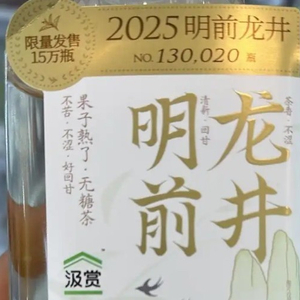 限量发售
15万瓶
2025明前龙井
NO.130,020瓶
茶香·不涩
龙井
清新·回甘
明前
果子熟了·无糖茶
不苦·不涩·好回甘
汲赏